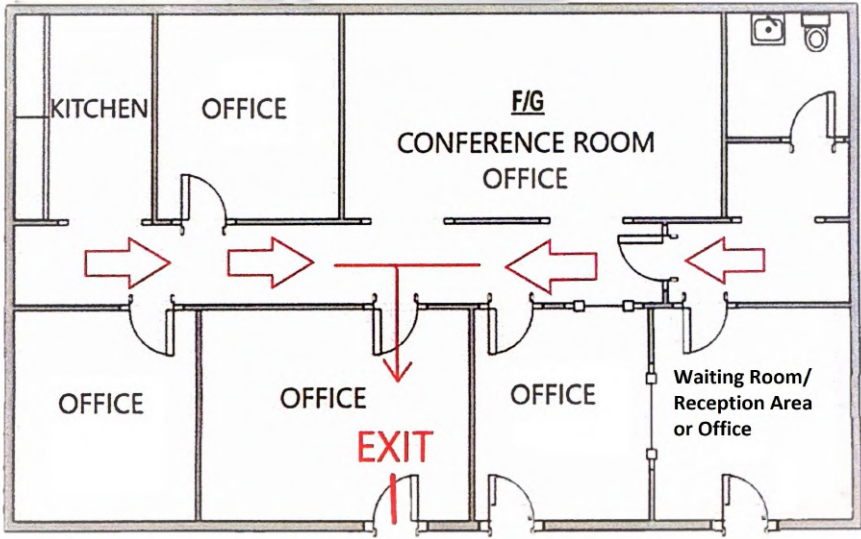 KITCHEN
OFFICE
F/G
CONFERENCE ROOM
OFFICE
OFFICE
OFFICE
EXIT
OFFICE
Waiting Room/
Reception Area
or Office